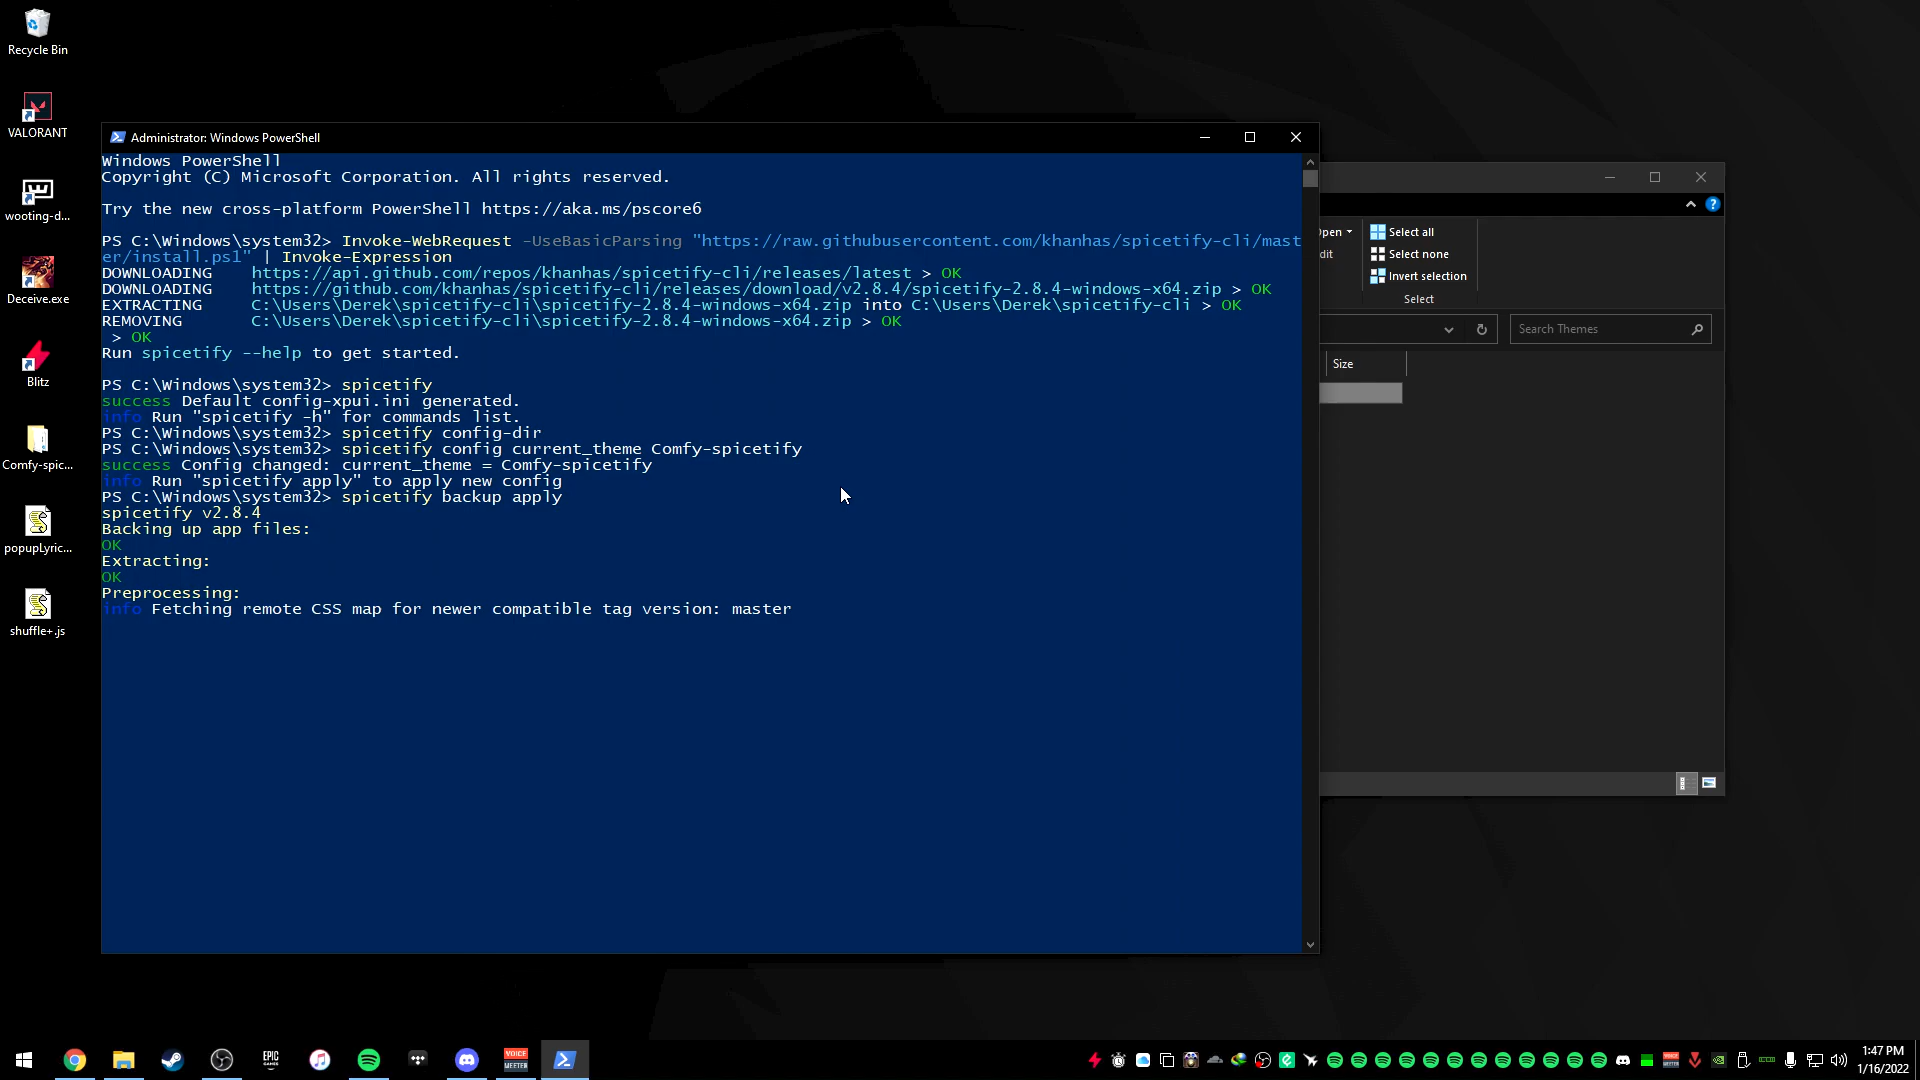 Recycle Bin
VALORANT
wooting-d...
Deceive.exe
Blitz
Comfy-spic...
popupLyric...
shuffle+.js
Administrator: Windows PowerShell
Windows PowerShell
Copyright (C) Microsoft Corporation. All rights reserved.
Try the new cross-platform PowerShell https://aka.ms/pscore6
PS C:\Windows\system32> Invoke-WebRequest -UseBasicParsing "https://raw.githubusercontent.com/khanhas/spicetify-cli/mast
er/install.ps1" | Invoke-Expression
DOWNLOADING https://api.github.com/repos/khanhas/spicetify-cli/releases/latest > OK
DOWNLOADING https://github.com/khanhas/spicetify-cli/releases/download/v2.8.4/spicetify-2.8.4-windows-x64.zip > OK
EXTRACTING C:\Users\Derek\spicetify-cli\spicetify-2.8.4-windows-x64.zip into C:\Users\Derek\spicetify-cli > OK
REMOVING C:\Users\Derek\spicetify-cli\spicetify-2.8.4-windows-x64.zip > OK
> OK
Run spicetify --help to get started.
PS C:\Windows\system32> spicetify
success Default config-xpui.ini generated.
info Run "spicetify -h" for commands list.
PS C:\Windows\system32> spicetify config-dir
PS C:\Windows\system32> spicetify config current_theme Comfy-spicetify
success Config changed: current_theme = Comfy-spicetify
info Run "spicetify apply" to apply new config
PS C:\Windows\system32> spicetify backup apply
spicetify v2.8.4
Backing up app files:
OK
Extracting:
OK
Preprocessing:
info Fetching remote CSS map for newer compatible tag version: master
Open
dit
Select all
Select none
Invert selection
Select
Search Themes
Size
EPIC
GAMES
VOICE
MEETER
1:47 PM
1/16/2022